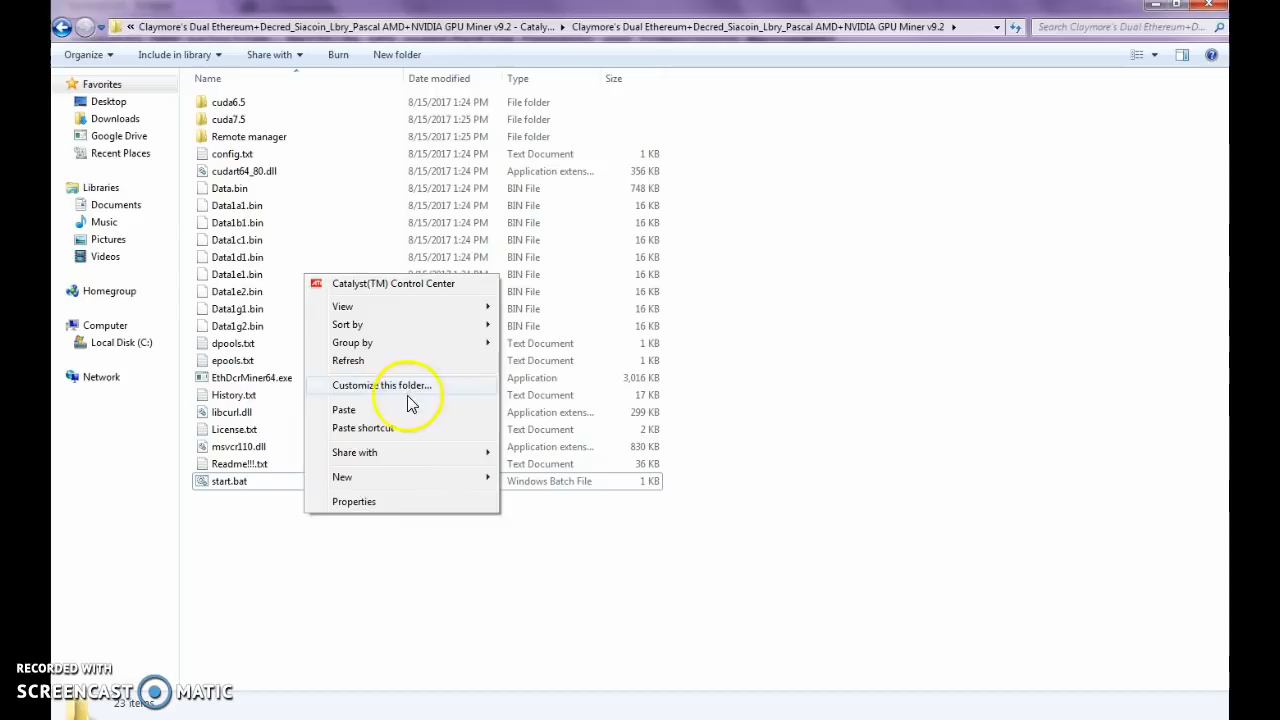 Claymore's Dual Ethereum+Decred_Siacoin_Lbry_Pascal AMD+NVIDIA GPU Miner v9.2 - Cataly... Claymore's Dual Ethereum+Decred_Siacoin_Lbry_Pascal AMD+NVIDIA GPU Miner v9.2 Search Claymore's Dual Ethereum+D...
Organize Include in library Share with Burn New folder
Favorites
Desktop
Downloads
Google Drive
Recent Places
Libraries
Documents
Music
Pictures
Videos
Homegroup
Computer
Local Disk (C:)
Network
Name Date modified Type Size
cuda6.5 8/15/2017 1:24 PM File folder
cuda7.5 8/15/2017 1:25 PM File folder
Remote manager 8/15/2017 1:25 PM File folder
config.txt 8/15/2017 1:24 PM Text Document 1 KB
cudart64_80.dll 8/15/2017 1:24 PM Application extens... 356 KB
Data.bin 8/15/2017 1:24 PM BIN File 748 KB
Data1a1.bin 8/15/2017 1:24 PM BIN File 16 KB
Data1b1.bin 8/15/2017 1:24 PM BIN File 16 KB
Data1c1.bin 8/15/2017 1:24 PM BIN File 16 KB
Data1d1.bin 8/15/2017 1:24 PM BIN File 16 KB
Data1e1.bin 8/15/2017 1:24 PM BIN File 16 KB
Data1e2.bin BIN File 16 KB
Data1g1.bin BIN File 16 KB
Data1g2.bin BIN File 16 KB
dpools.txt Text Document 1 KB
epools.txt Text Document 1 KB
EthDcrMiner64.exe Application 3,016 KB
History.txt Text Document 17 KB
libcurl.dll Application extens... 299 KB
License.txt Text Document 2 KB
msvcr110.dll Application extens... 830 KB
Readme!!!.txt Text Document 36 KB
start.bat Windows Batch File 1 KB
Catalyst(TM) Control Center
View
Sort by
Group by
Refresh
Customize this folder...
Paste
Paste shortcut
Share with
New
Properties
RECORDED WITH
SCREENCAST MATIC
23 items